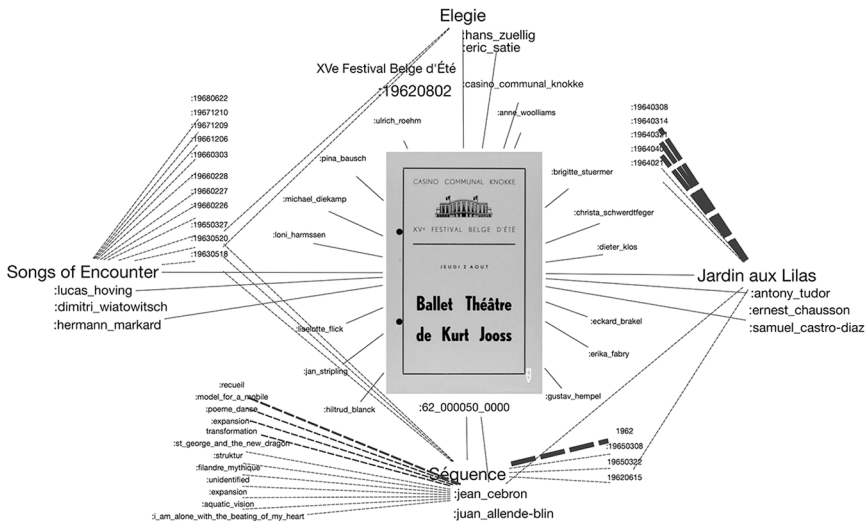 Elegie
:hans_zuellig
:eric_satie
XVe Festival Belge d'Été
:19620802
:casino_communal_knokke
:anne_woolliams
:ulrich_roehm
:pina_bausch
:michael_diekamp
:loni_harmssen
:brigitte_stuermer
:christa_schwerdtfeger
:dieter_klos
:19680622
:19671210
:19671209
:19661206
:19660303
:19660228
:19660227
:19660226
:19650327
:19630520
:19630518
:19640308
:19640314
:19640321
:1964040
:1964021
CASINO COMMUNAL KNOKKE
XVe FESTIVAL BELGE D'ÉTÉ
JEUDI 2 AOUT
Ballet Théâtre
de Kurt Jooss
Songs of Encounter
:lucas_hoving
:dimitri_wiatowitsch
:hermann_markard
Jardin aux Lilas
:antony_tudor
:ernest_chausson
:samuel_castro-diaz
:liselotte_flick
:jan_stripling
:hiltrud_blanck
:eckard_brakel
:erika_fabry
:gustav_hempel
:62_000050_0000
:recueil
:model_for_a_mobile
:poeme_danse
:expansion
transformation
:st_george_and_the_new_dragon
:struktur
:filandre_mythique
:unidentified
:expansion
:aquatic_vision
:i_am_alone_with_the_beating_of_my_heart
1962
:19650308
19650322
19620615
Séquence
:jean_cebron
:juan_allende-blin